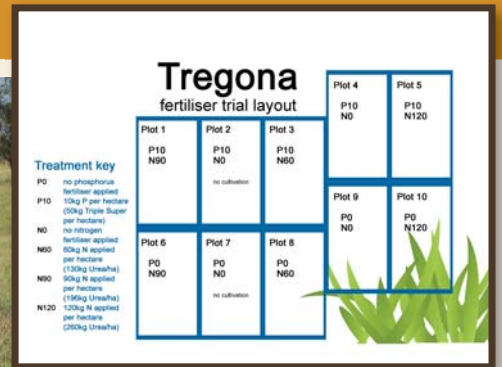 Tregona
fertiliser trial layout
Treatment key
P0 no phosphorus
fertiliser applied
P10 10kg P per hectare
(50kg Triple Super
per hectare)
N0 no nitrogen
fertiliser applied
N60 60kg N applied
per hectare
(130kg Urea/ha)
N90 90kg N applied
per hectare
(196kg Urea/ha)
N120 120kg N applied
per hectare
(260kg Urea/ha)
Plot 1
P10
N90
Plot 2
P10
N0
no cultivation
Plot 3
P10
N60
Plot 4
P10
N0
Plot 5
P10
N120
Plot 6
P0
N90
Plot 7
P0
N0
no cultivation
Plot 8
P0
N60
Plot 9
P0
N0
Plot 10
P0
N120